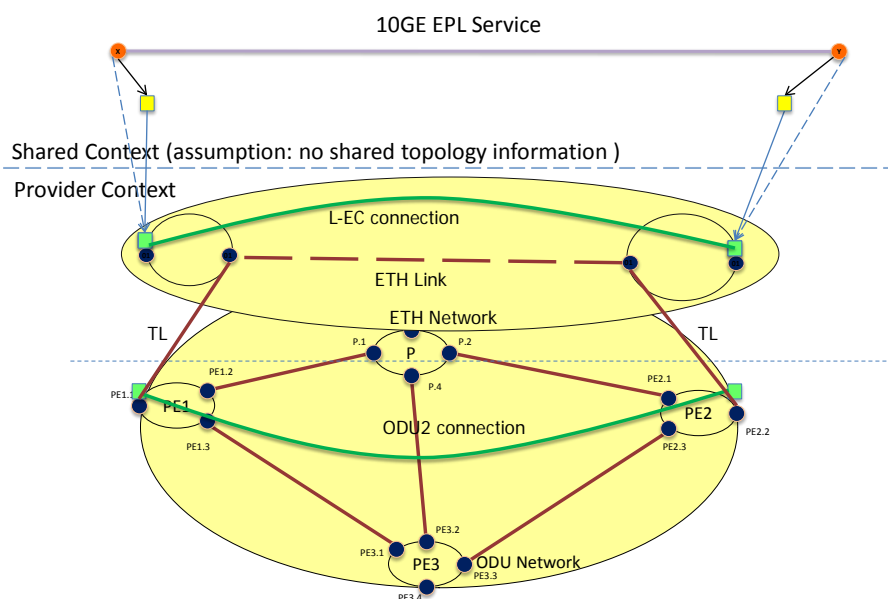 10GE EPL Service
X
Y
Shared Context (assumption: no shared topology information )
Provider Context
L-EC connection
ETH Link
ETH Network
TL
TL
P.1
P
P.2
PE1.2
P.4
PE2.1
PE1.1
PE1
PE2
ODU2 connection
PE2.2
PE1.3
PE2.3
PE3.2
PE3.1
PE3
ODU Network
PE3.3
PE3.4